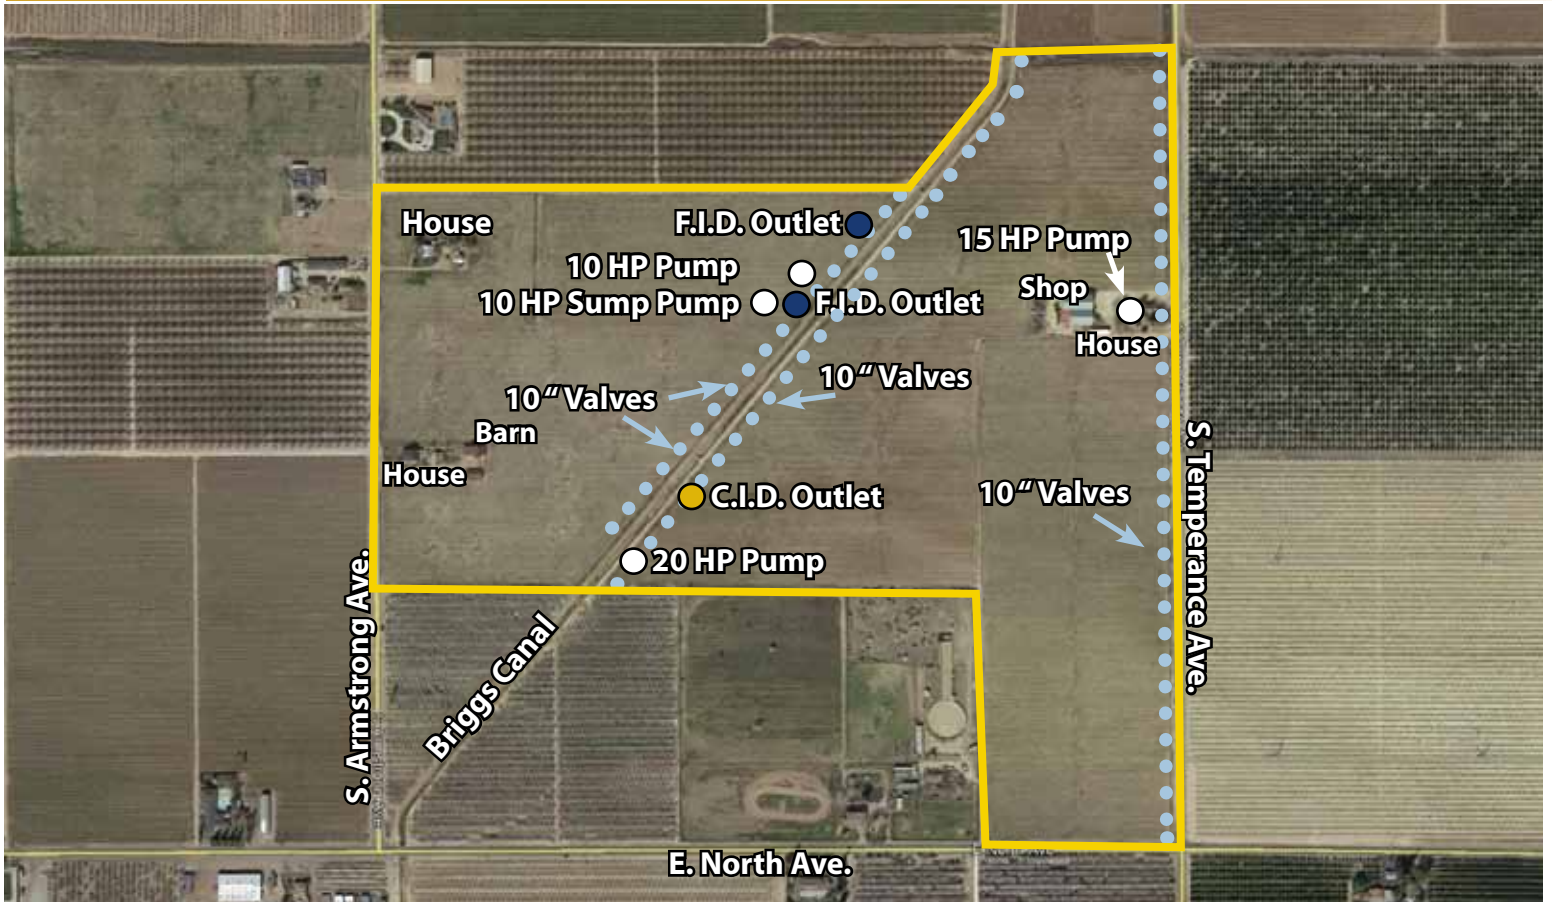 House
F.I.D. Outlet
15 HP Pump
10 HP Pump
Shop
10 HP Sump Pump
F.I.D. Outlet
House
10“ Valves
10“ Valves
Barn
House
C.I.D. Outlet
10“ Valves
S. Temperance Ave.
20 HP Pump
S. Armstrong Ave.
Briggs Canal
E. North Ave.